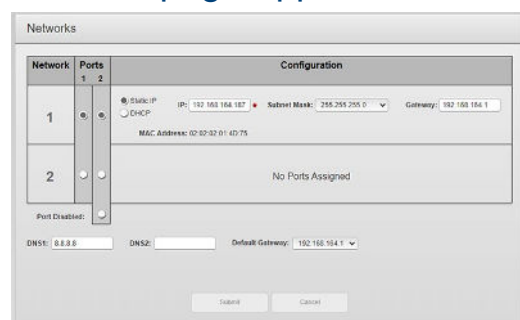 Networks
Network Ports Configuration
1 2
1 Static IP IP: 192.168.164.187 * Subnet Mask: 255.255.255.0 Gateway: 192.168.164.1
DHCP
MAC Address: 02:02:02:01:4D:75
2 No Ports Assigned
Port Disabled:
DNS1: 8.8.8.8 DNS2: Default Gateway: 192.168.164.1
Submit Cancel